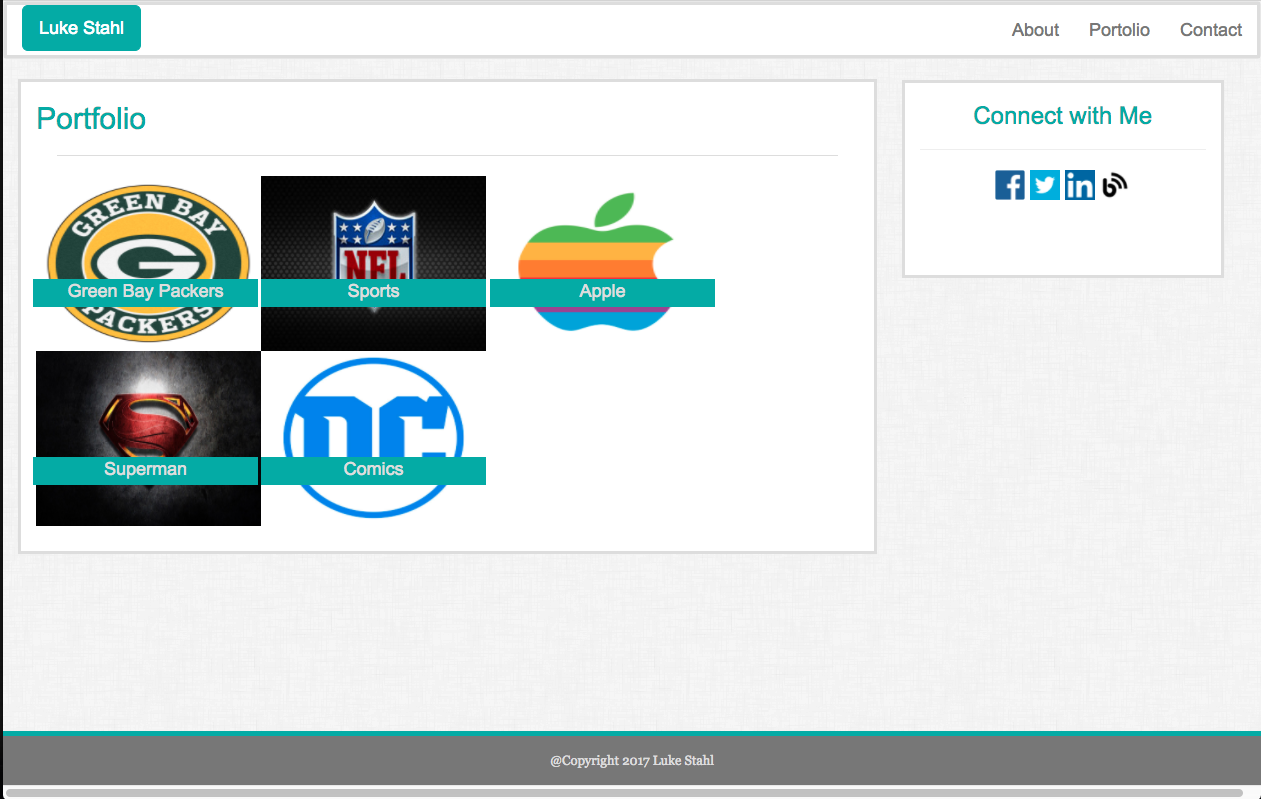 Luke Stahl
About Portolio Contact
Portfolio
Connect with Me
GREEN BAY
G
PACKERS
Green Bay Packers
NFL
Sports
Apple
Superman
DC
Comics
@Copyright 2017 Luke Stahl